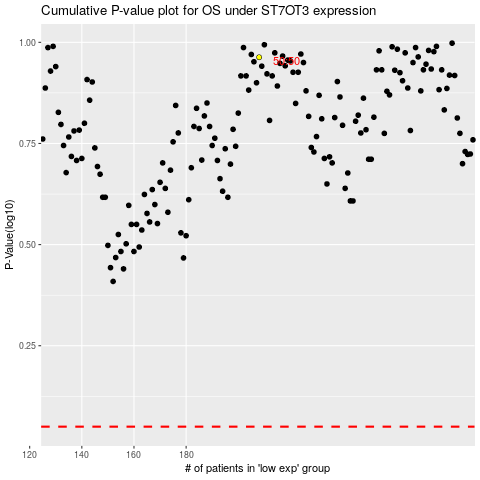 Cumulative P-value plot for OS under ST7OT3 expression
P-Value(log10)
1.00
0.75
0.50
0.25
120 140 160 180
# of patients in 'low exp' group